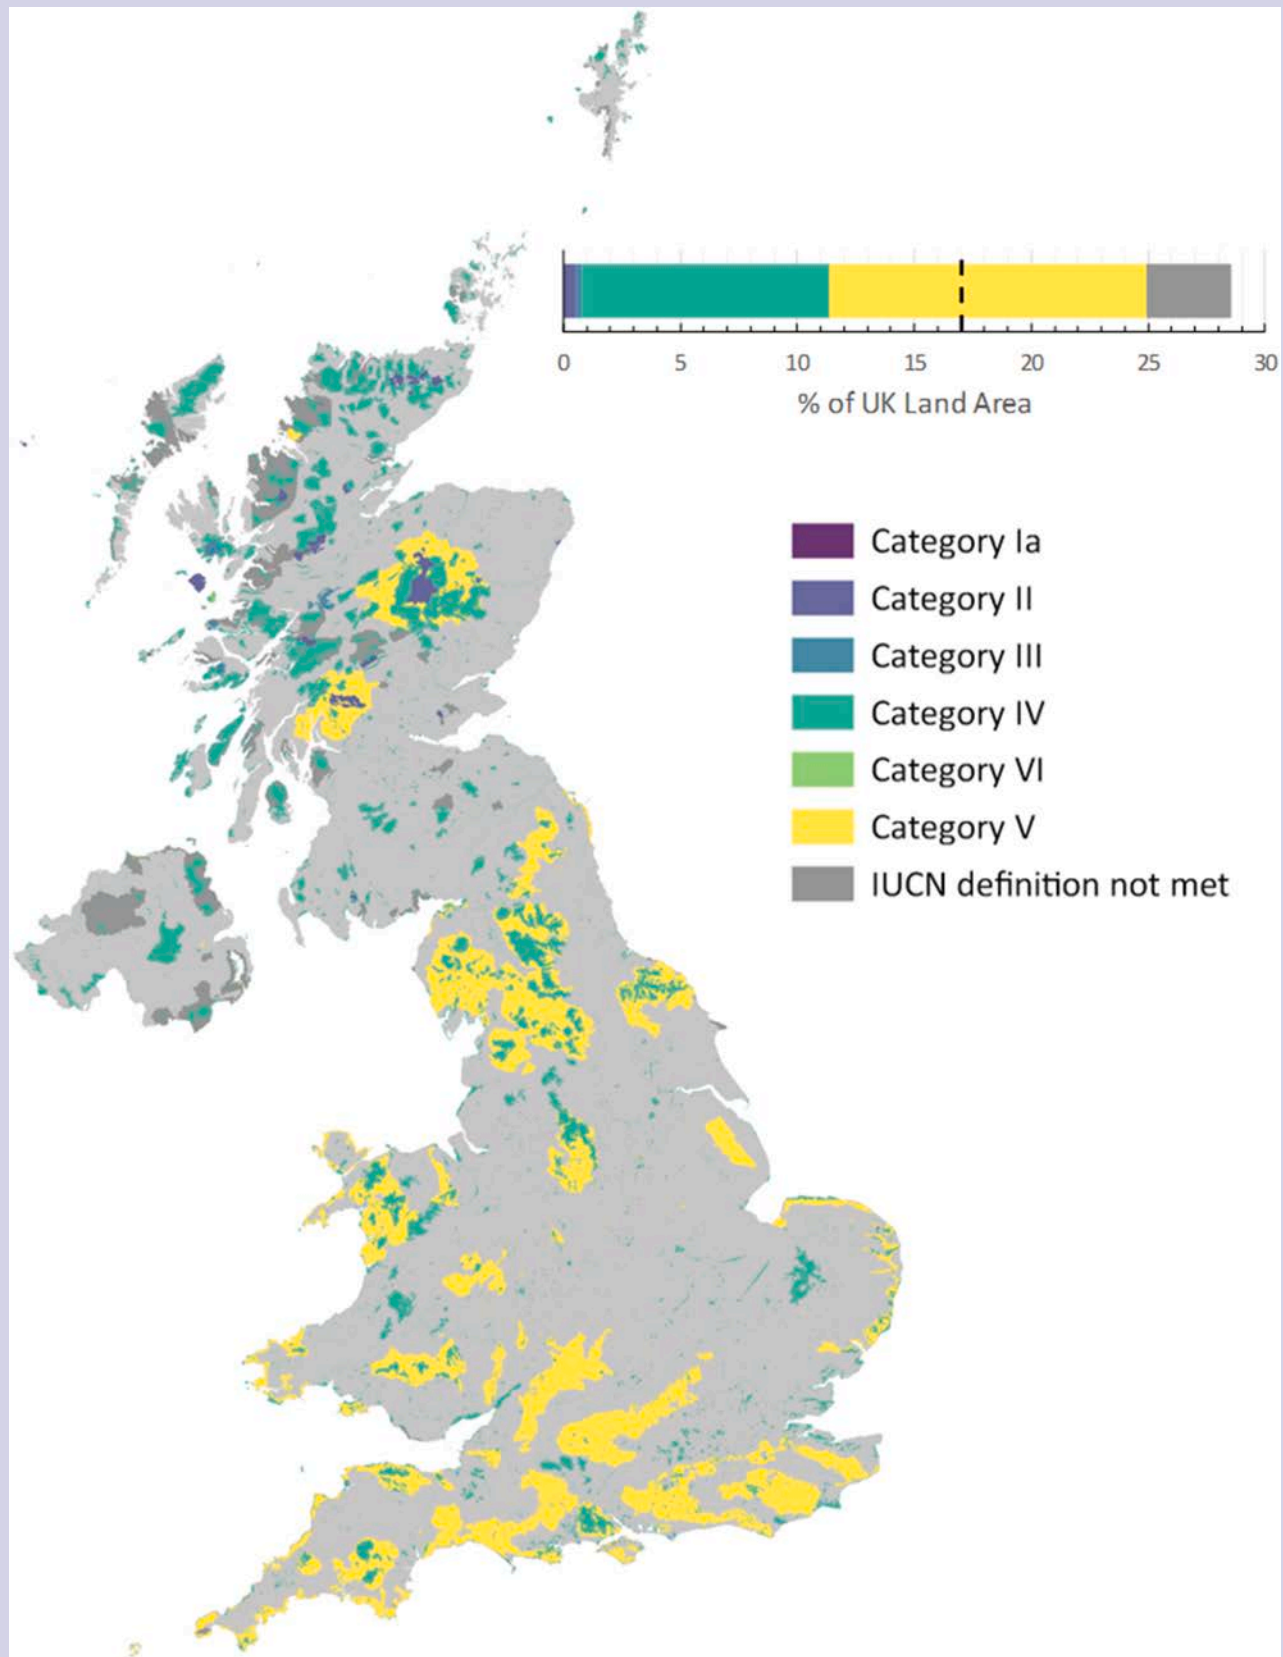 0 5 10 15 20 25 30
% of UK Land Area
Category Ia
Category II
Category III
Category IV
Category VI
Category V
IUCN definition not met